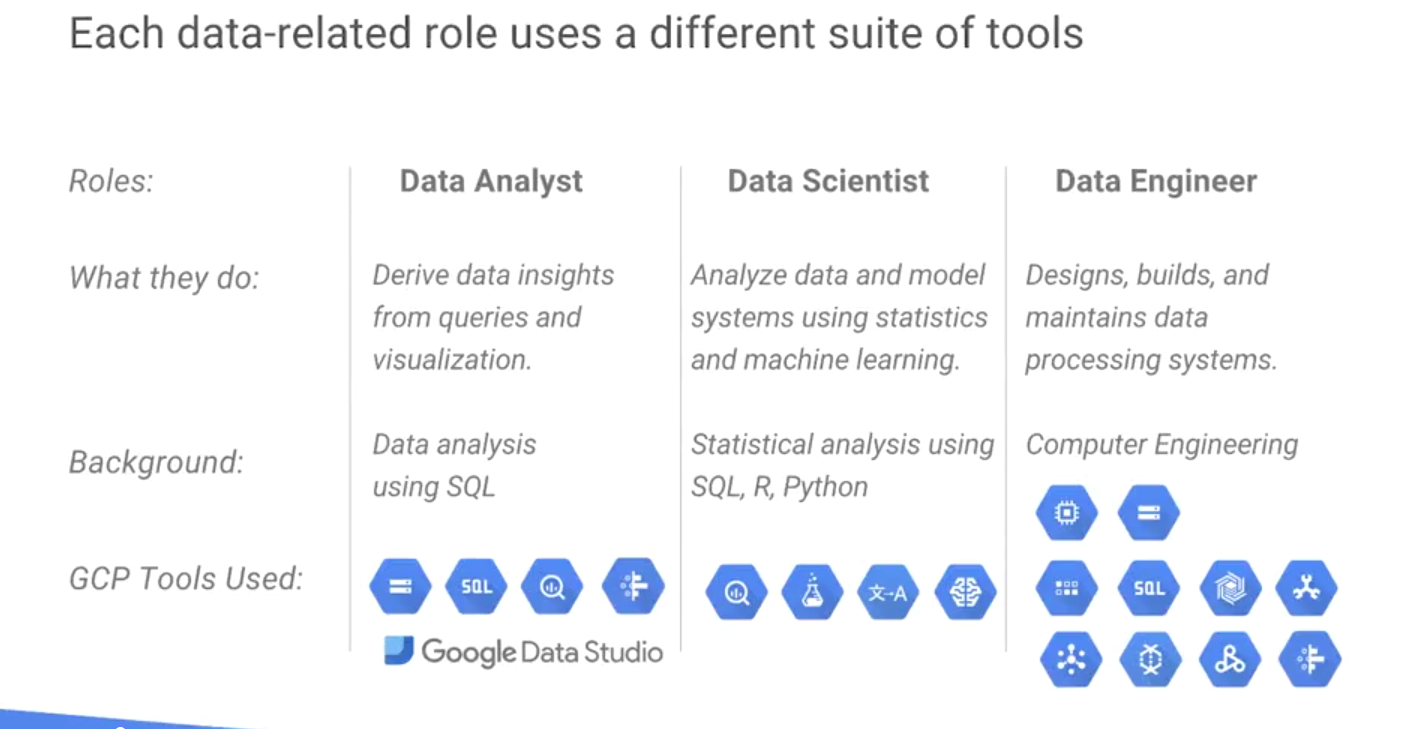 Each data-related role uses a different suite of tools
Roles:
Data Analyst
Data Scientist
Data Engineer
What they do:
Derive data insights
from queries and
visualization.
Analyze data and model
systems using statistics
and machine learning.
Designs, builds, and
maintains data
processing systems.
Background:
Data analysis
using SQL
Statistical analysis using
SQL, R, Python
Computer Engineering
GCP Tools Used:
SQL
文→A
SQL
Google Data Studio